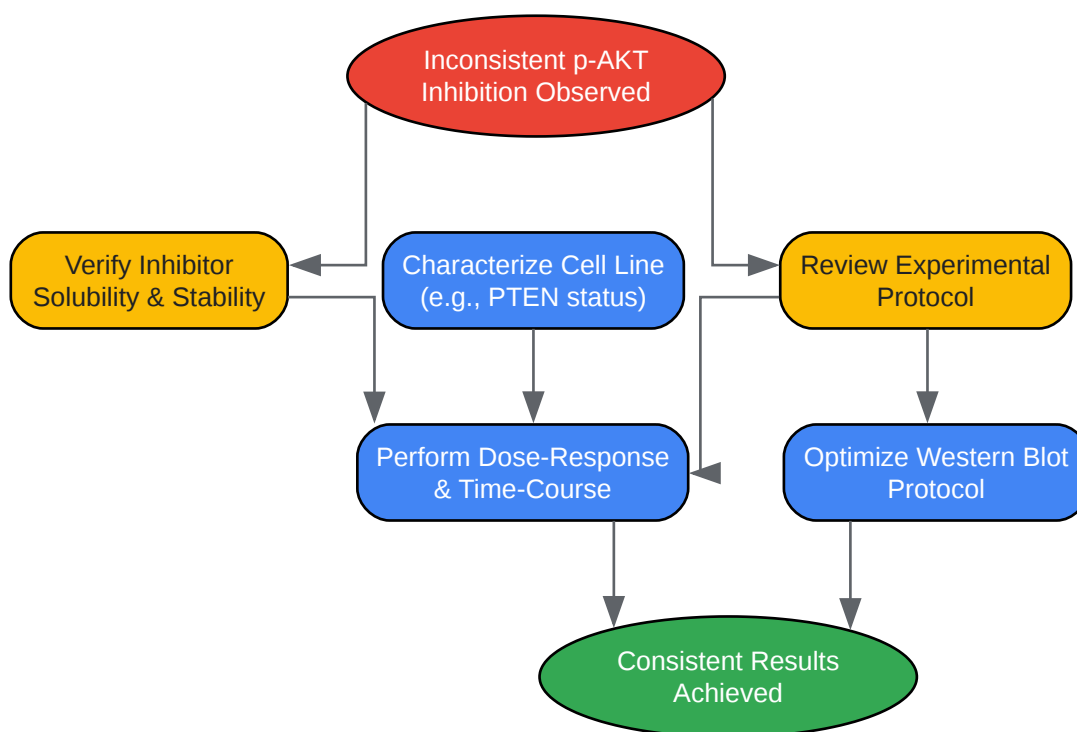 Inconsistent p-AKT
Inhibition Observed
Verify Inhibitor
Solubility & Stability
Characterize Cell Line
(e.g., PTEN status)
Review Experimental
Protocol
Perform Dose-Response
& Time-Course
Optimize Western Blot
Protocol
Consistent Results
Achieved